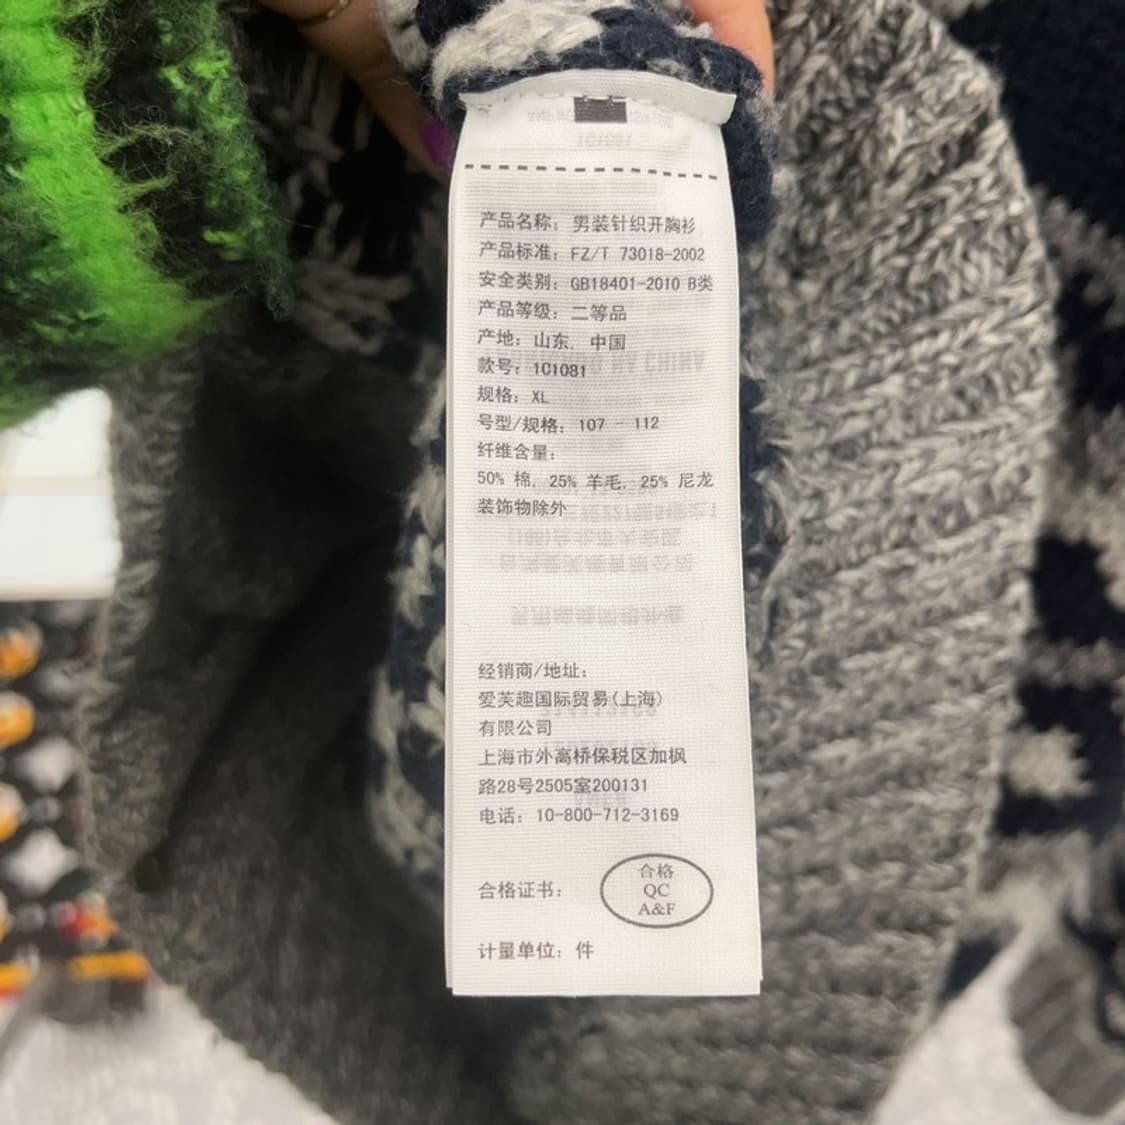 产品名称: 男装针织开胸衫
产品标准: FZ/T 73018-2002
安全类别: GB18401-2010 B类
产品等级: 二等品
产地: 山东, 中国
款号: 1C1081
规格: XL
号型/规格: 107 - 112
纤维含量:
50% 棉, 25% 羊毛, 25% 尼龙
装饰物除外
经销商/地址:
爱芙趣国际贸易(上海)
有限公司
上海市外高桥保税区加枫
路28号2505室200131
电话: 10-800-712-3169
合格证书:
合格
QC
A&F
计量单位: 件